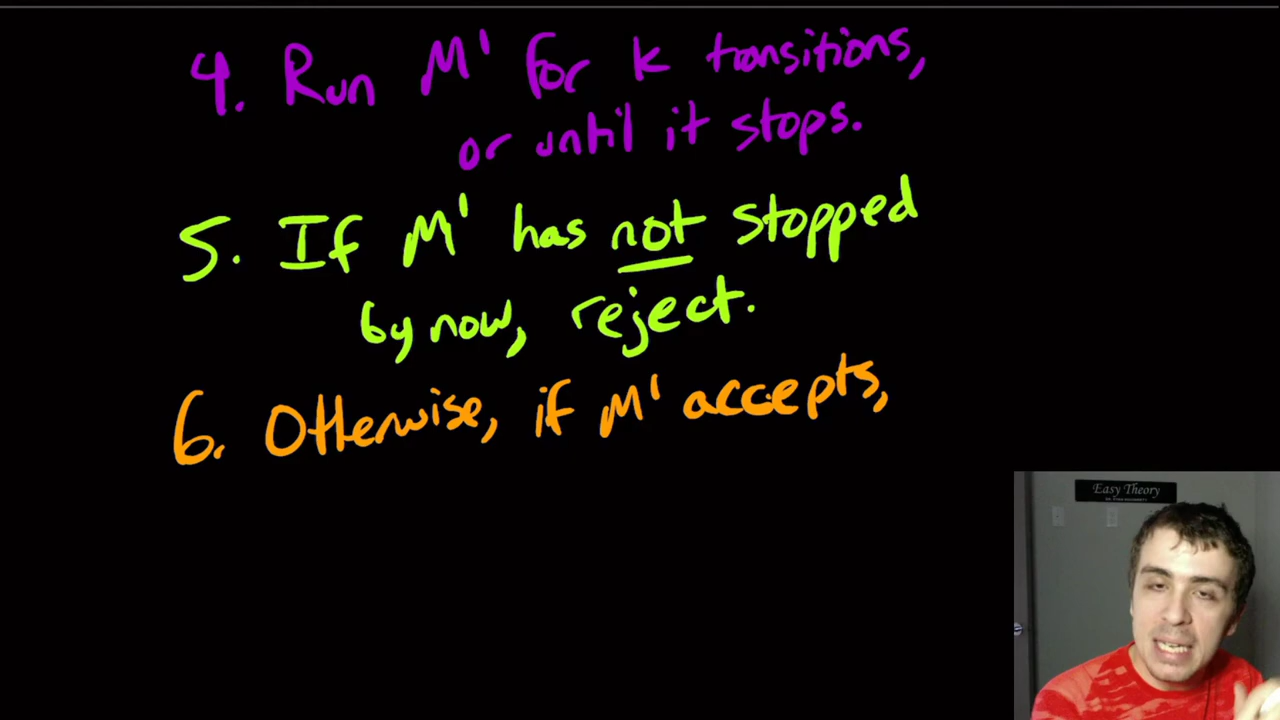 4. Run M' for k transitions,
or until it stops.
5. If M' has not stopped
by now, reject.
6. Otherwise, if M' accepts,
Easy Theory